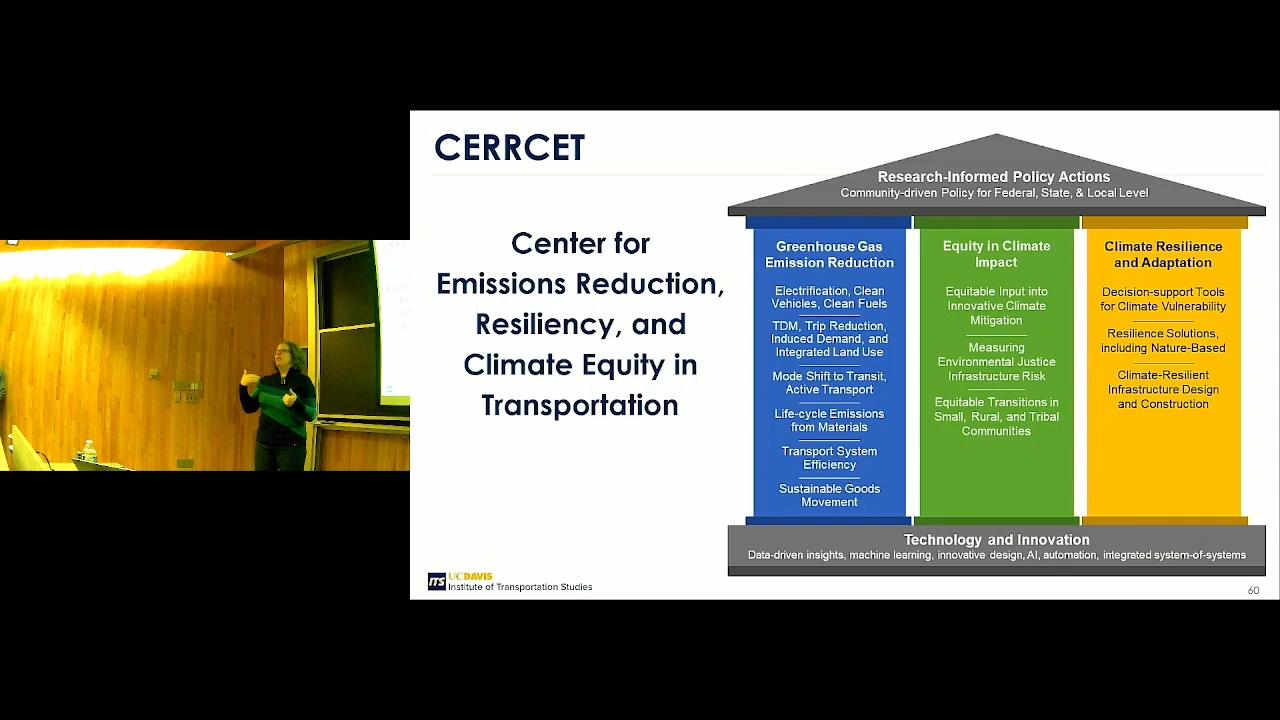 CERRCET
Center for
Emissions Reduction,
Resiliency, and
Climate Equity in
Transportation
Research-Informed Policy Actions
Community-driven Policy for Federal, State, & Local Level
Greenhouse Gas
Emission Reduction
Electrification, Clean
Vehicles, Clean Fuels
TDM, Trip Reduction,
Induced Demand, and
Integrated Land Use
Mode Shift to Transit,
Active Transport
Life-cycle Emissions
from Materials
Transport System
Efficiency
Sustainable Goods
Movement
Equity in Climate
Impact
Equitable Input into
Innovative Climate
Mitigation
Measuring
Environmental Justice
Infrastructure Risk
Equitable Transitions in
Small, Rural, and Tribal
Communities
Climate Resilience
and Adaptation
Decision-support Tools
for Climate Vulnerability
Resilience Solutions,
including Nature-Based
Climate-Resilient
Infrastructure Design
and Construction
Technology and Innovation
Data-driven insights, machine learning, innovative design, AI, automation, integrated system-of-systems
ITS UCDAVIS
Institute of Transportation Studies
60